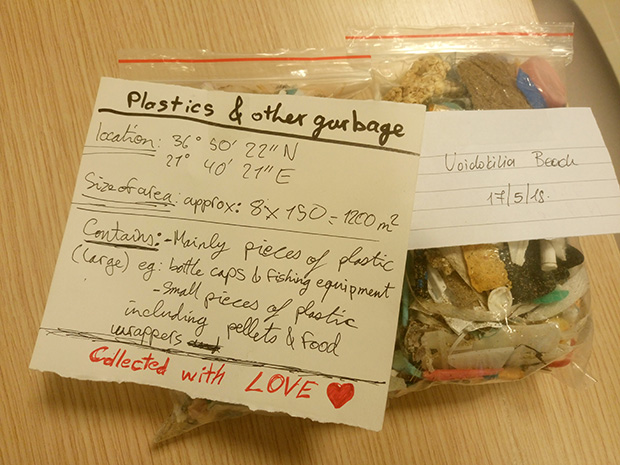 Plastics & other garbage
location: 36° 50' 22" N
21° 40' 21" E
Size of area: approx: 8 x 150 = 1200 m²
Contains: - Mainly pieces of plastic
(large) eg: bottle caps & fishing equipment
- Small pieces of plastic
including pellets & food
wrappers
Collected with LOVE ♥
Voidokilia Beach
17/5/18.